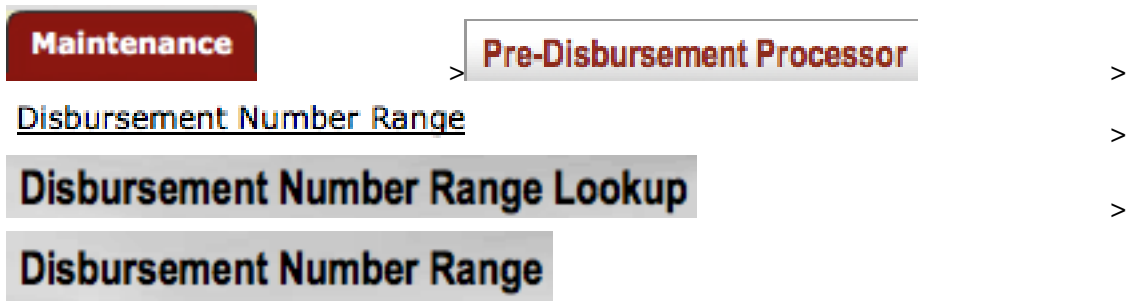 Maintenance > Pre-Disbursement Processor >
Disbursement Number Range >
Disbursement Number Range Lookup >
Disbursement Number Range